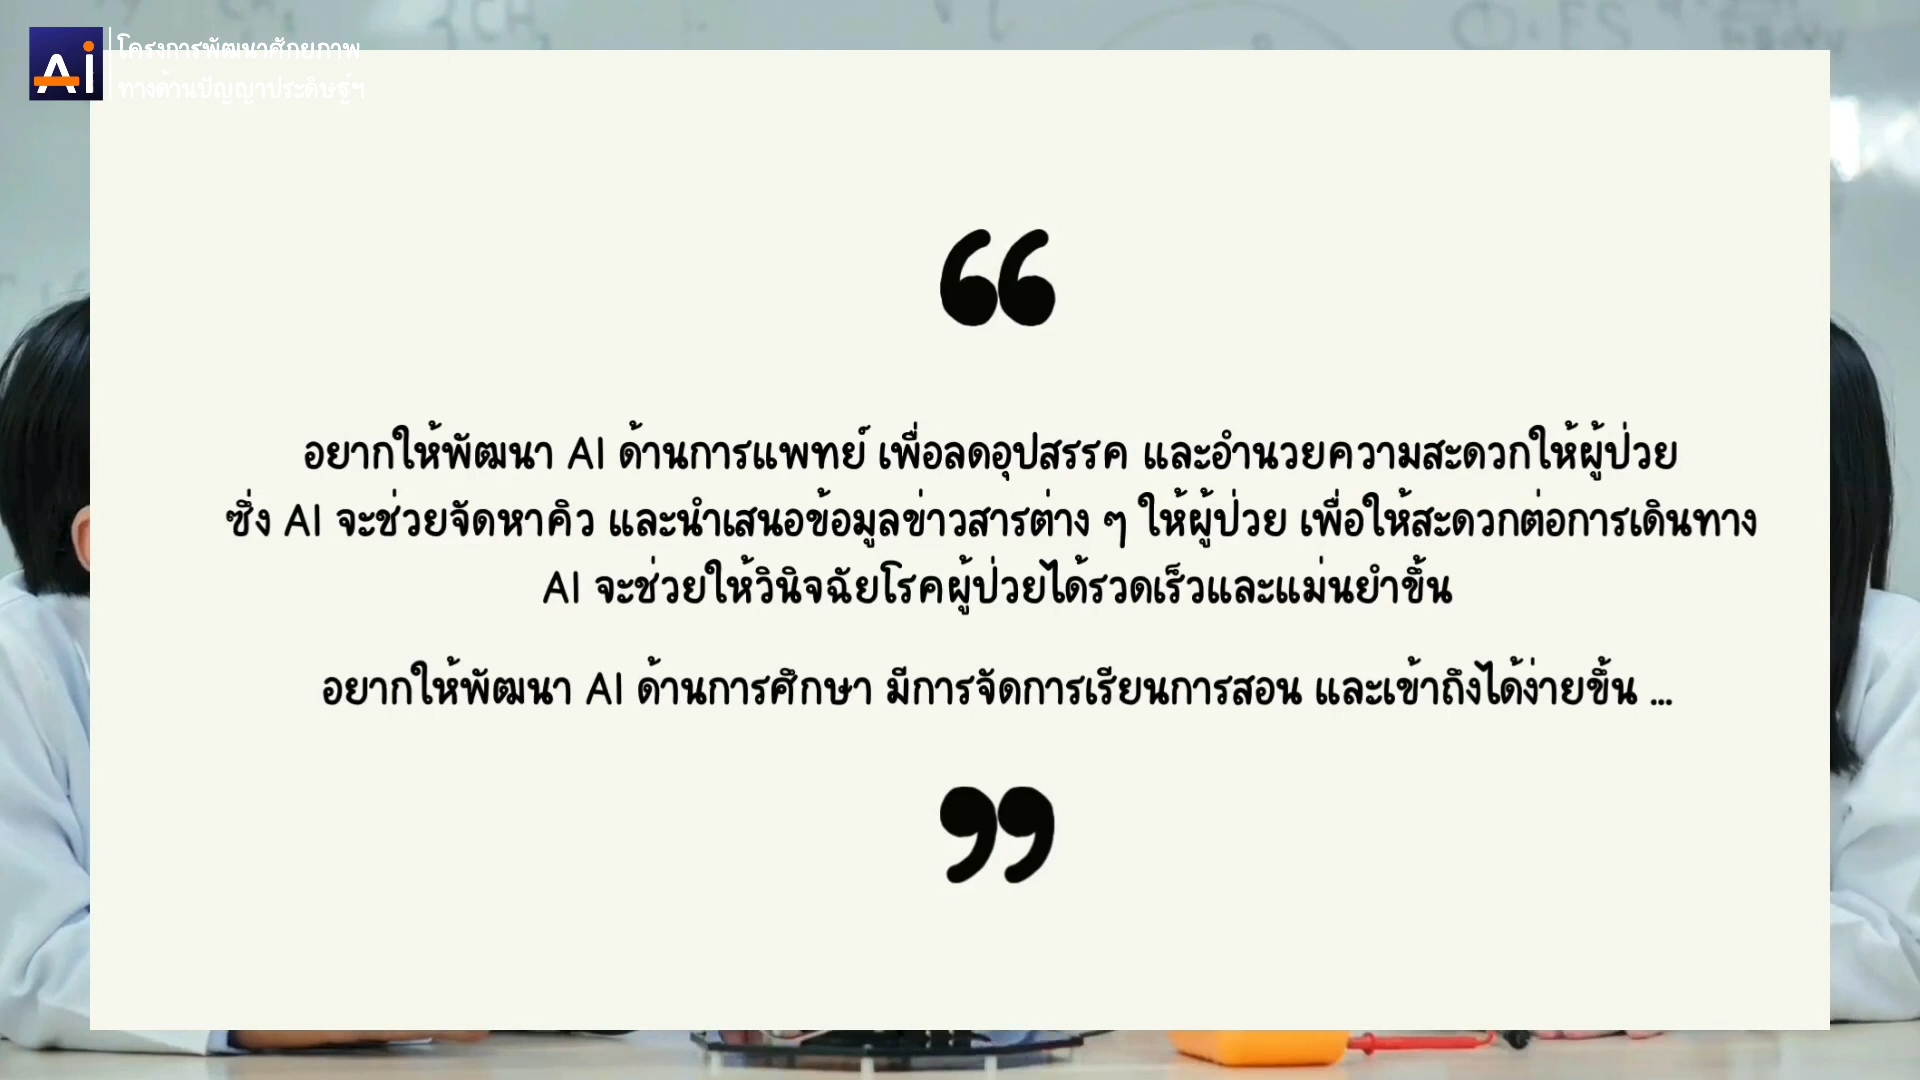 Ai
โครงการพัฒนาศักยภาพ
ทางด้านปัญญาประดิษฐ์ฯ
“
อยากให้พัฒนา AI ด้านการแพทย์ เพื่อลดอุปสรรค และอำนวยความสะดวกให้ผู้ป่วย
ซึ่ง AI จะช่วยจัดหาคิว และนำเสนอข้อมูลข่าวสารต่าง ๆ ให้ผู้ป่วย เพื่อให้สะดวกต่อการเดินทาง
AI จะช่วยให้วินิจฉัยโรคผู้ป่วยได้รวดเร็วและแม่นยำขึ้น
อยากให้พัฒนา AI ด้านการศึกษา มีการจัดการเรียนการสอน และเข้าถึงได้ง่ายขึ้น ...
”